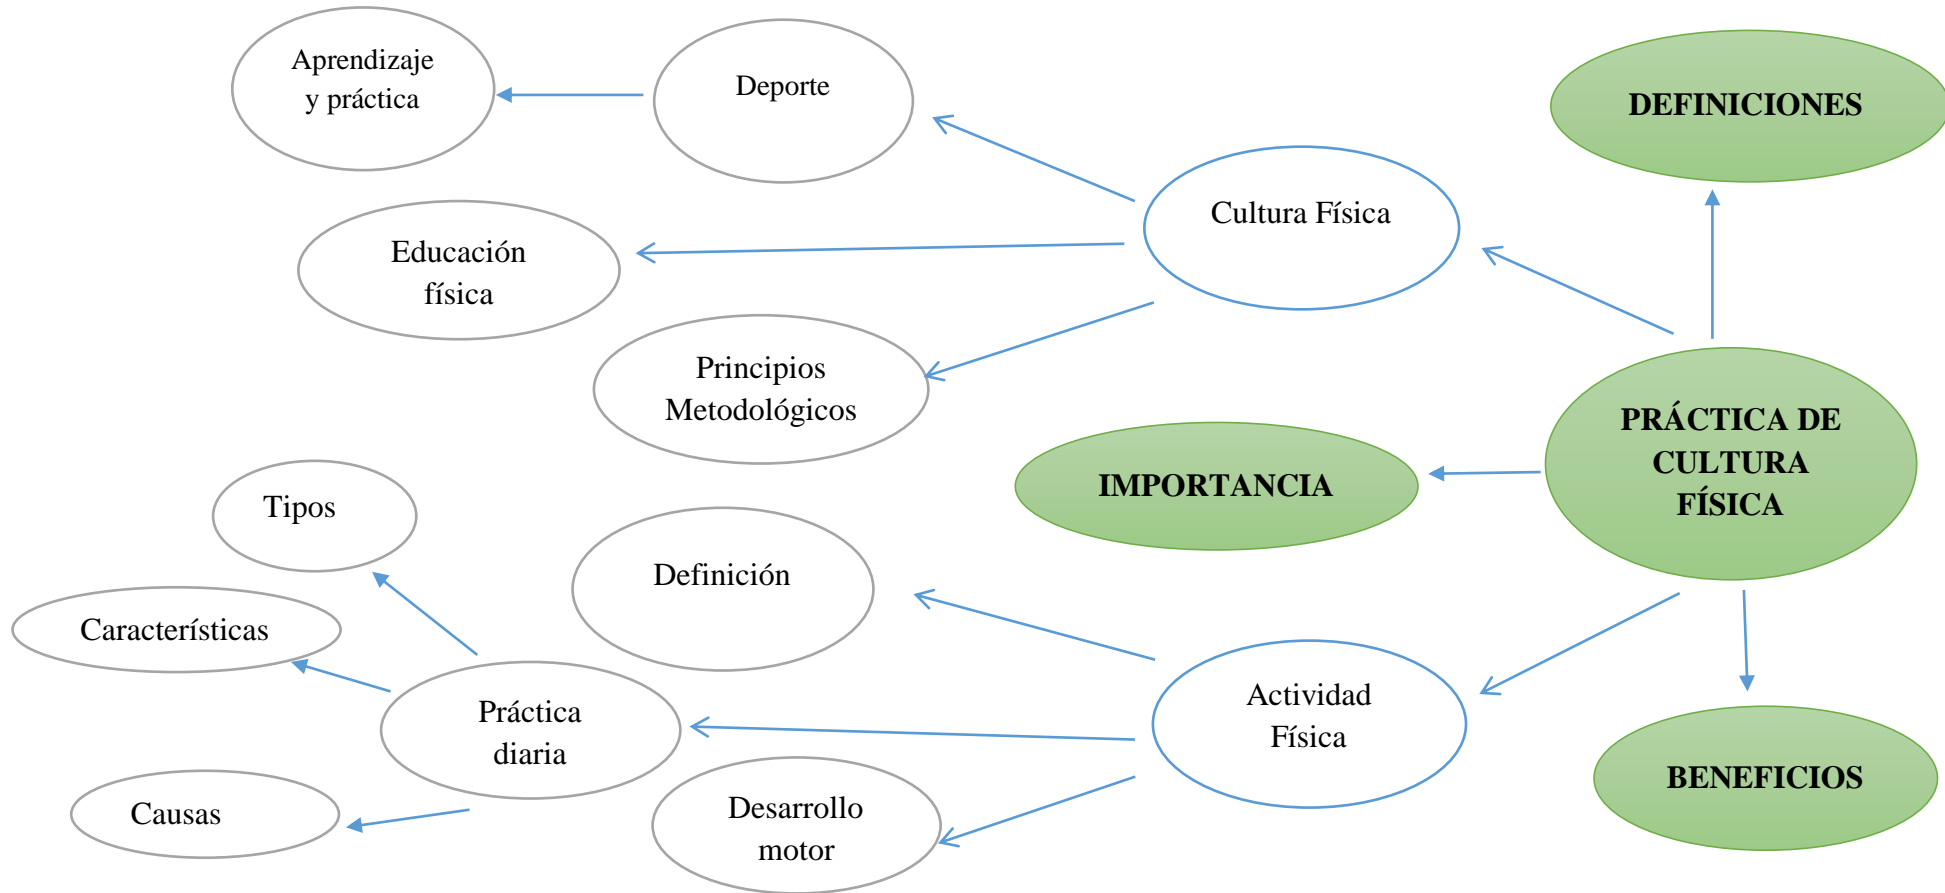 Aprendizaje
y práctica
Deporte
DEFINICIONES
Cultura Física
Educación
física
Principios
Metodológicos
PRÁCTICA DE
CULTURA
FÍSICA
IMPORTANCIA
Tipos
Definición
Características
Práctica
diaria
Actividad
Física
BENEFICIOS
Causas
Desarrollo
motor